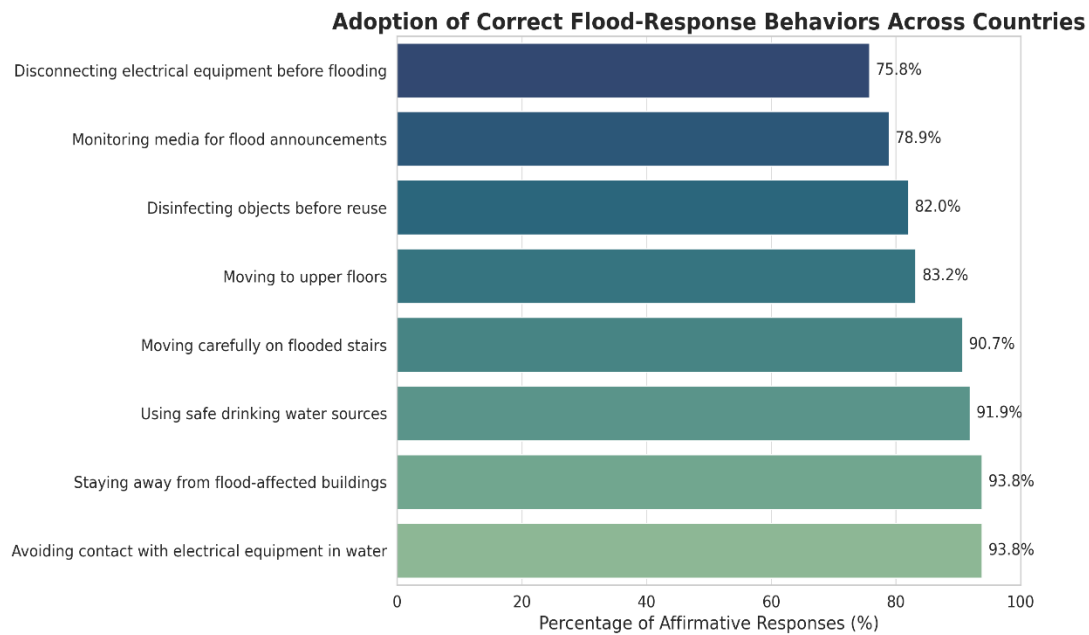 Adoption of Correct Flood-Response Behaviors Across Countries
Disconnecting electrical equipment before flooding 75.8%
Monitoring media for flood announcements 78.9%
Disinfecting objects before reuse 82.0%
Moving to upper floors 83.2%
Moving carefully on flooded stairs 90.7%
Using safe drinking water sources 91.9%
Staying away from flood-affected buildings 93.8%
Avoiding contact with electrical equipment in water 93.8%
0 20 40 60 80 100
Percentage of Affirmative Responses (%)